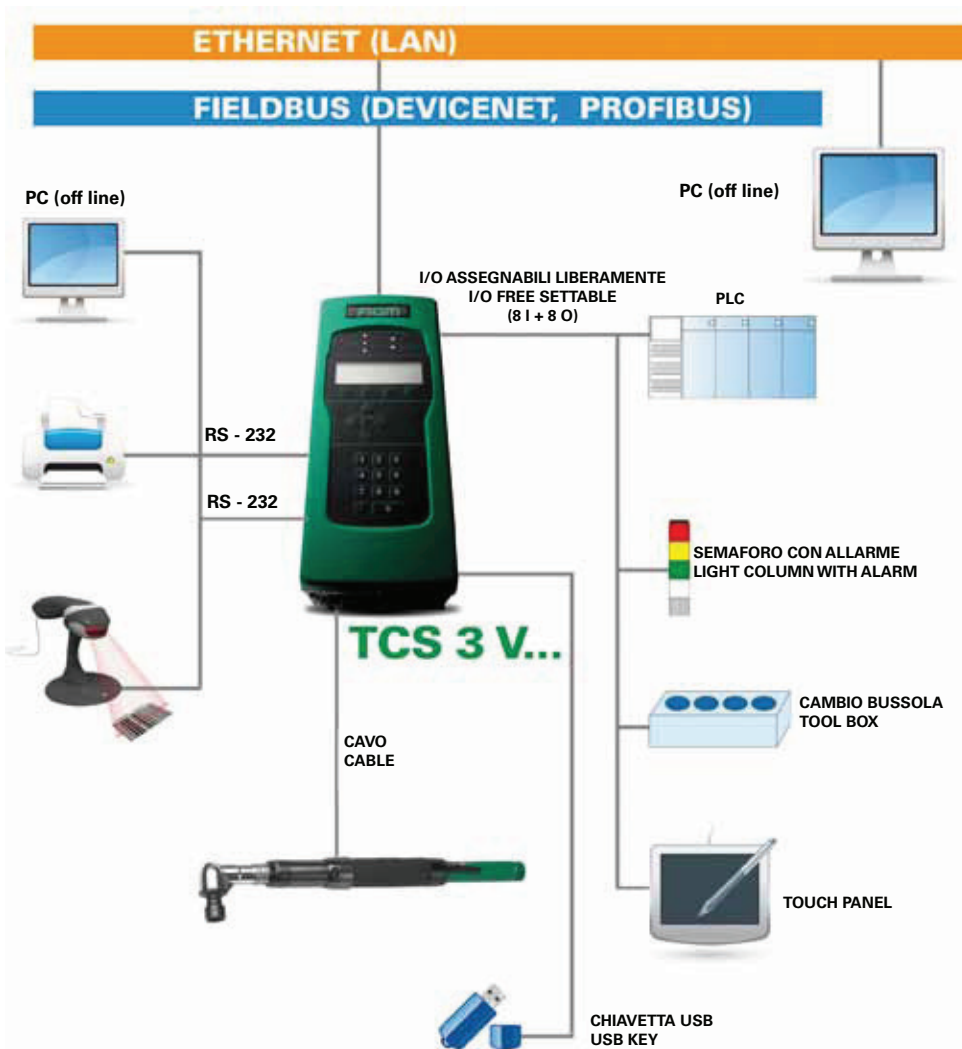 ETHERNET (LAN)
FIELDBUS (DEVICENET, PROFIBUS)
PC (off line)
PC (off line)
I/O ASSEGNABILI LIBERAMENTE
I/O FREE SETTABLE
(8 I + 8 O)
PLC
RS - 232
RS - 232
SEMAFORO CON ALLARME
LIGHT COLUMN WITH ALARM
TCS 3 V...
CAMBIO BUSSOLA
TOOL BOX
CAVO
CABLE
TOUCH PANEL
CHIAVETTA USB
USB KEY